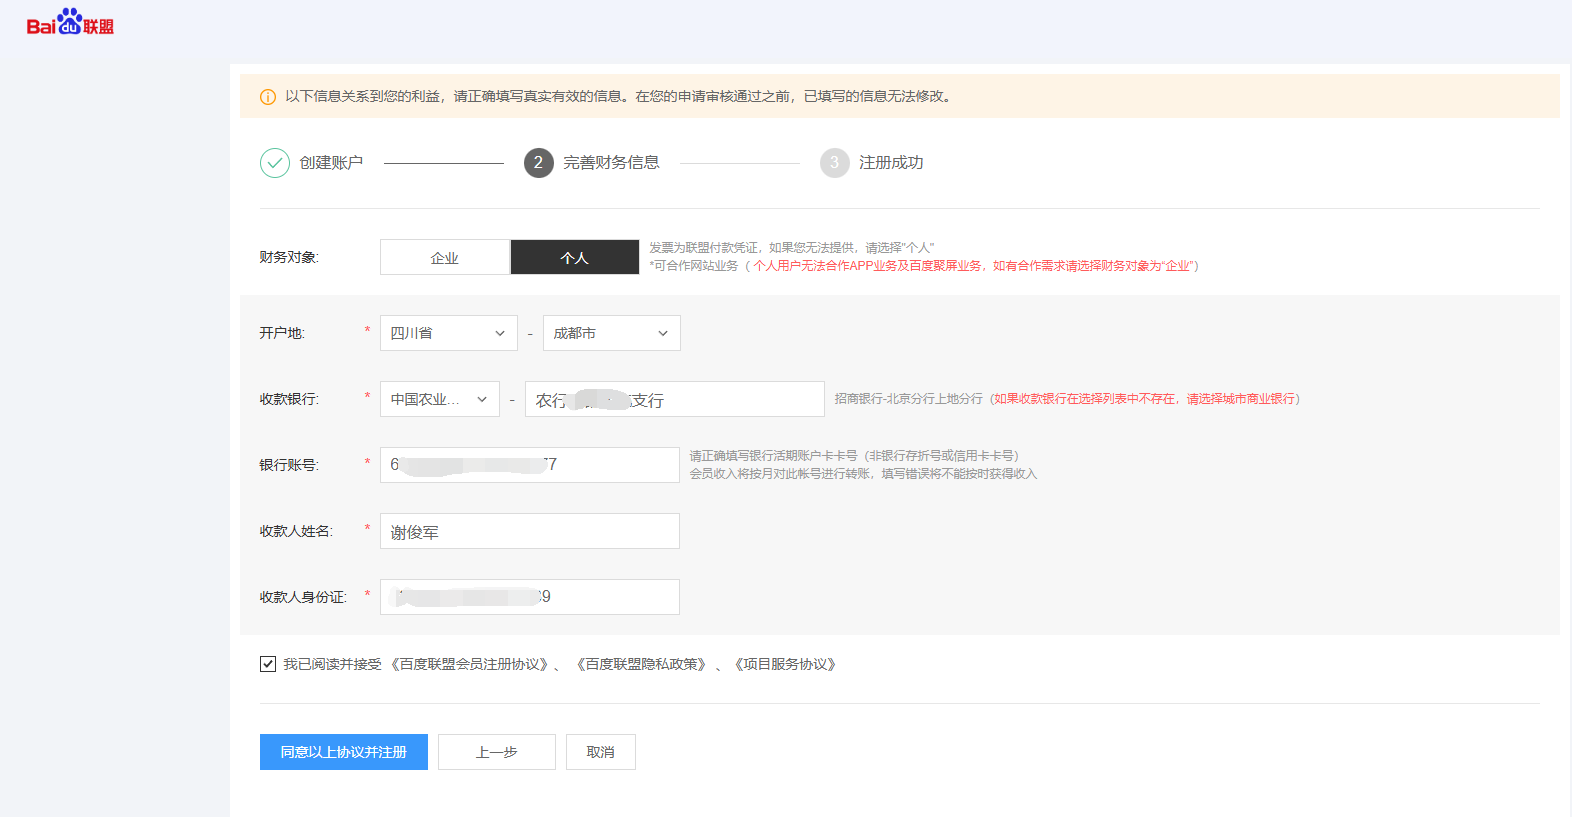 Baidu联盟
以下信息关系到您的利益，请正确填写真实有效的信息。在您的申请审核通过之前，已填写的信息无法修改。
创建账户 2 完善财务信息 3 注册成功
财务对象: 企业 个人 发票为联盟付款凭证，如果您无法提供，请选择"个人"
*可合作网站业务（ 个人用户无法合作APP业务及百度聚屏业务，如有合作需求请选择财务对象为“企业”）
开户地: * 四川省 - 成都市
收款银行: * 中国农业... - 农行 支行 招商银行-北京分行上地分行（如果收款银行在选择列表中不存在，请选择城市商业银行）
银行账号: * 6 77 请正确填写银行活期账户卡卡号（非银行存折号或信用卡卡号）
会员收入将按月对此帐号进行转账，填写错误将不能按时获得收入
收款人姓名: * 谢俊军
收款人身份证: * 9
我已阅读并接受 《百度联盟会员注册协议》、 《百度联盟隐私政策》 、 《项目服务协议》
同意以上协议并注册 上一步 取消